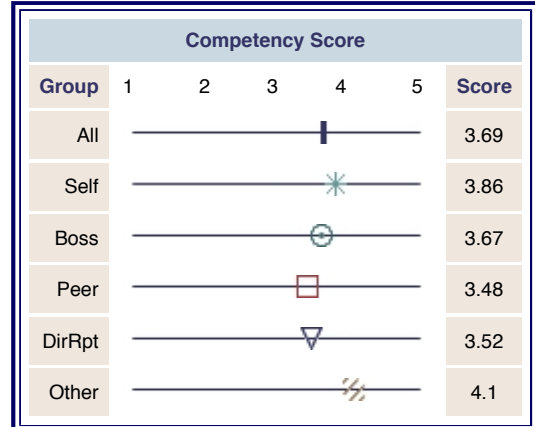 Competency Score
Group 1 2 3 4 5 Score
All 3.69
Self 3.86
Boss 3.67
Peer 3.48
DirRpt 3.52
Other 4.1